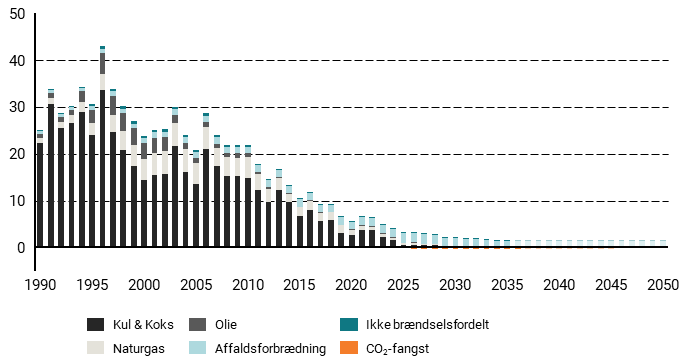 50
40
30
20
10
0
1990 1995 2000 2005 2010 2015 2020 2025 2030 2035 2040 2045 2050
Kul & Koks Olie Ikke brændselsfordelt
Naturgas Affaldsforbrædning CO₂-fangst